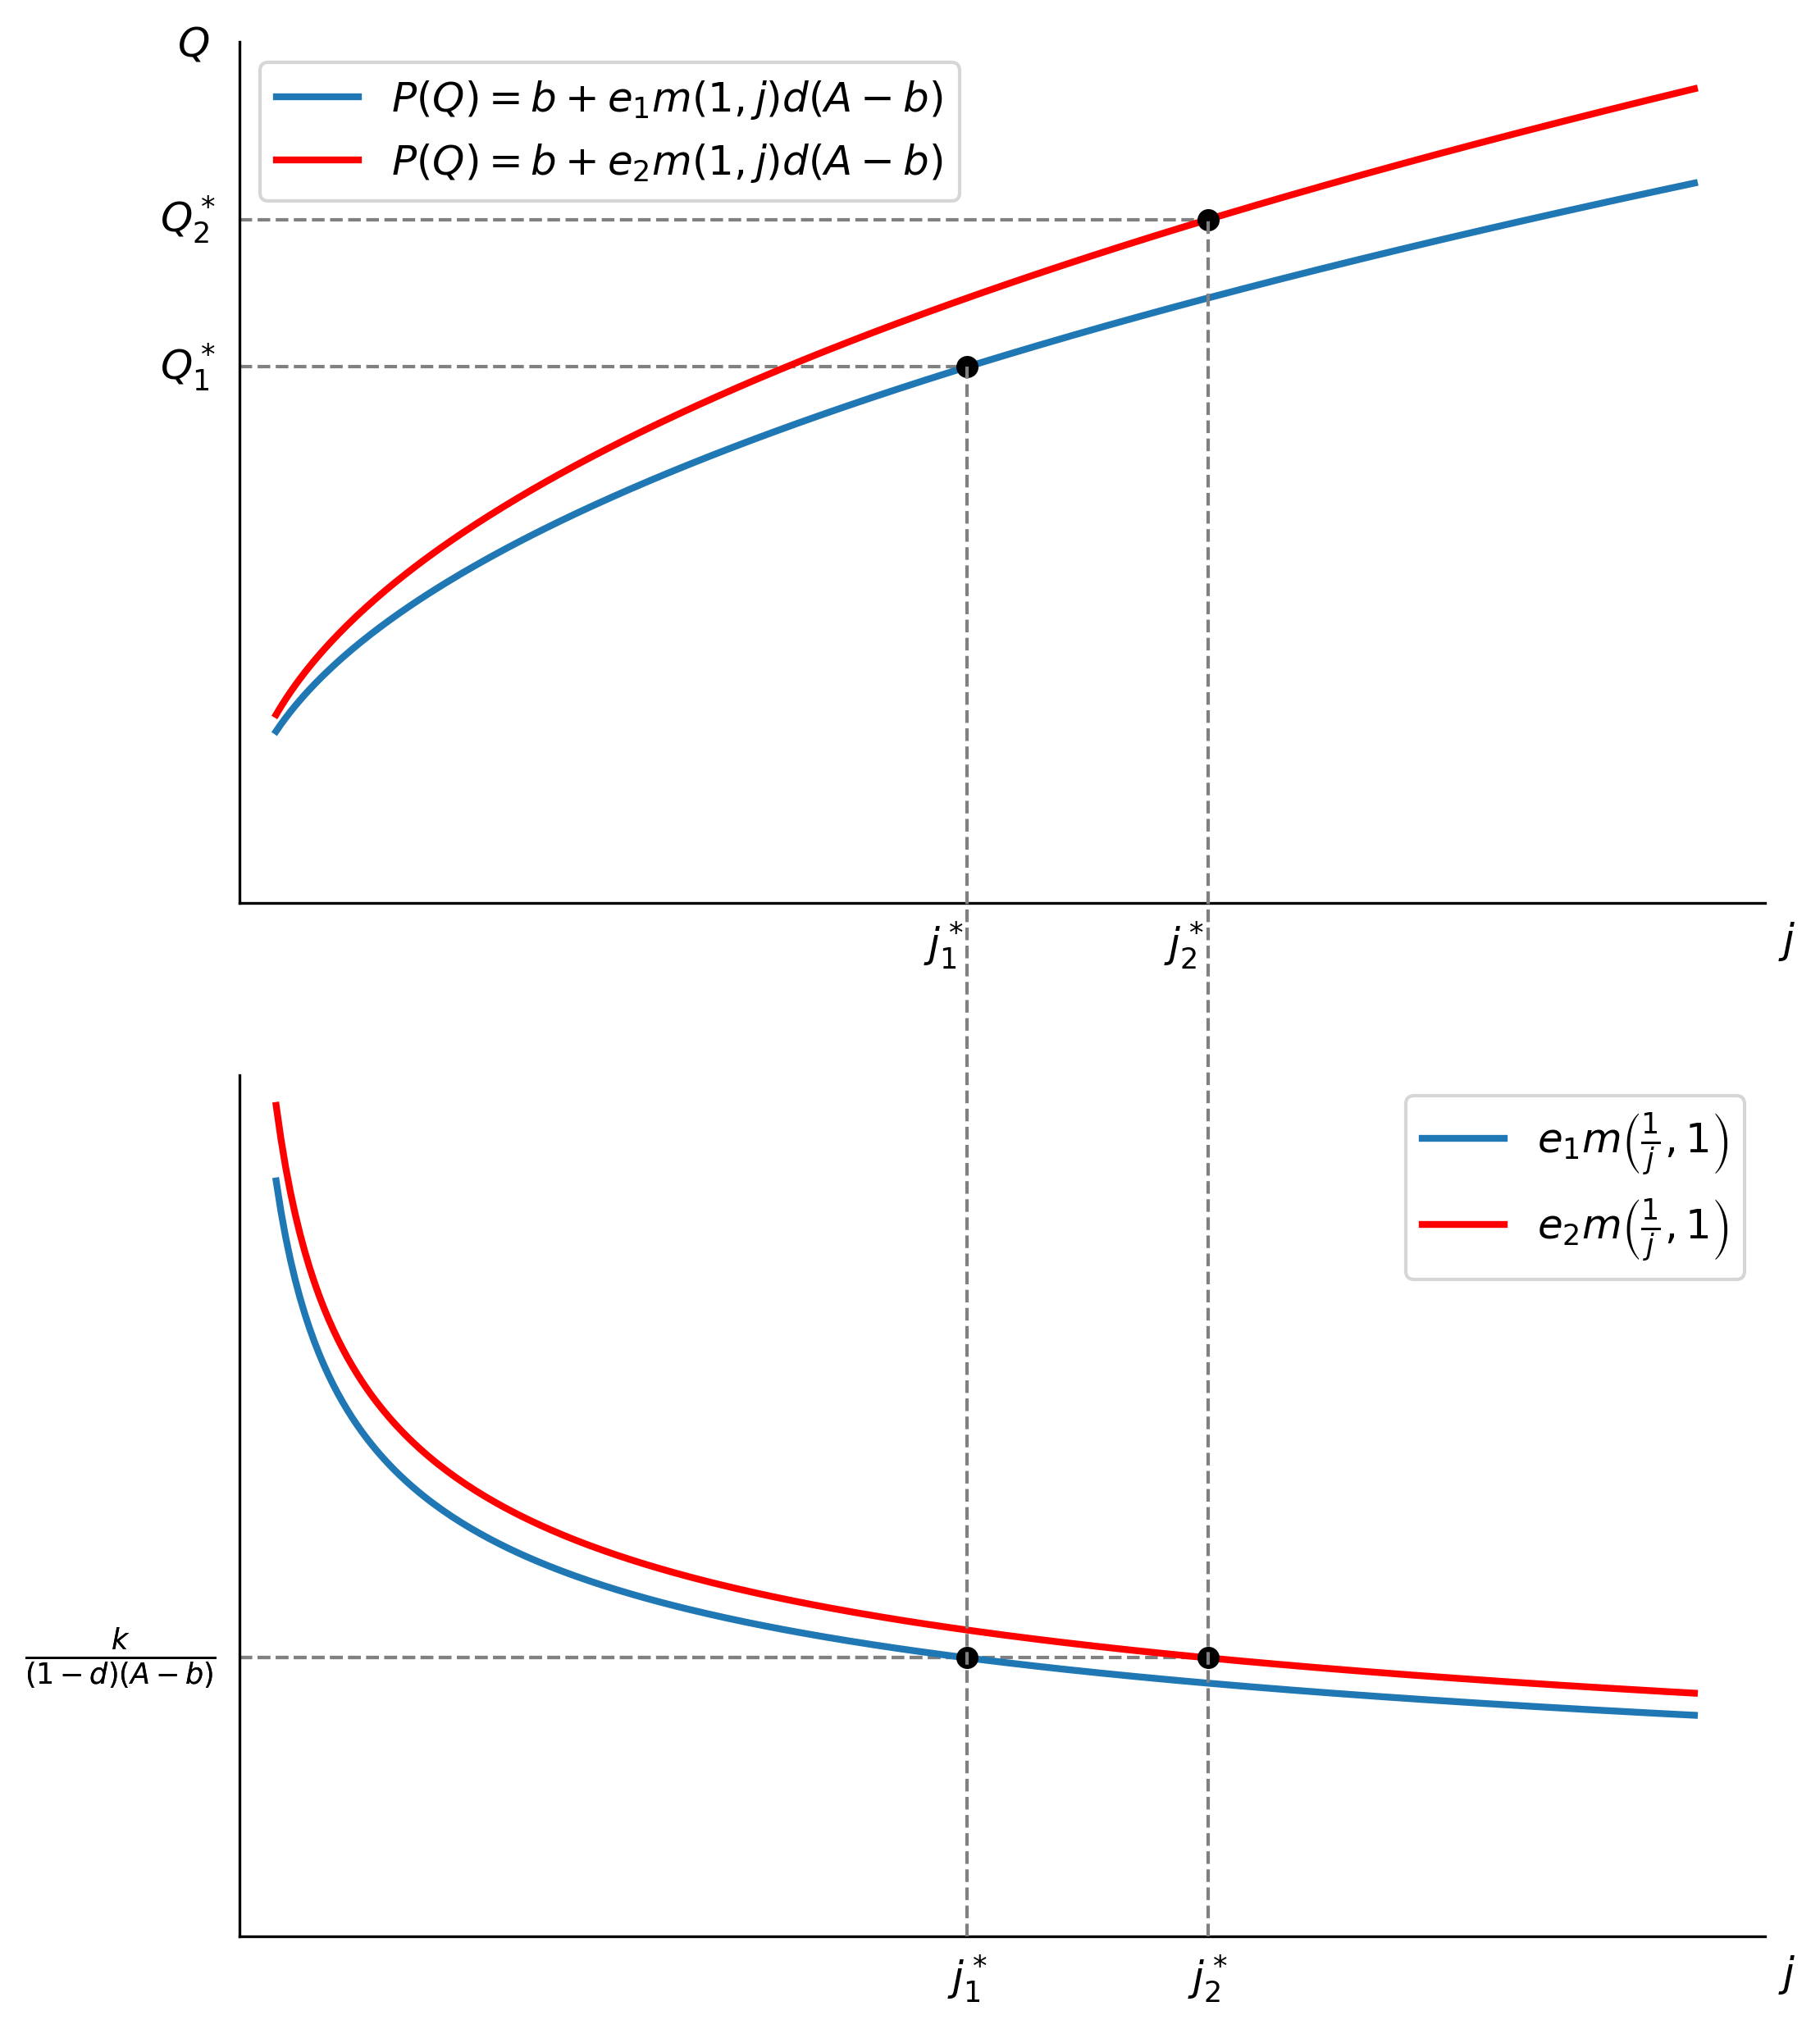 Q
P(Q) = b + e₁m(1, j)d(A − b)
P(Q) = b + e₂m(1, j)d(A − b)
Q₂*
Q₁*
j₁* j₂* j
e₁m(1/j, 1)
e₂m(1/j, 1)
k/((1 − d)(A − b))
j₁* j₂* j